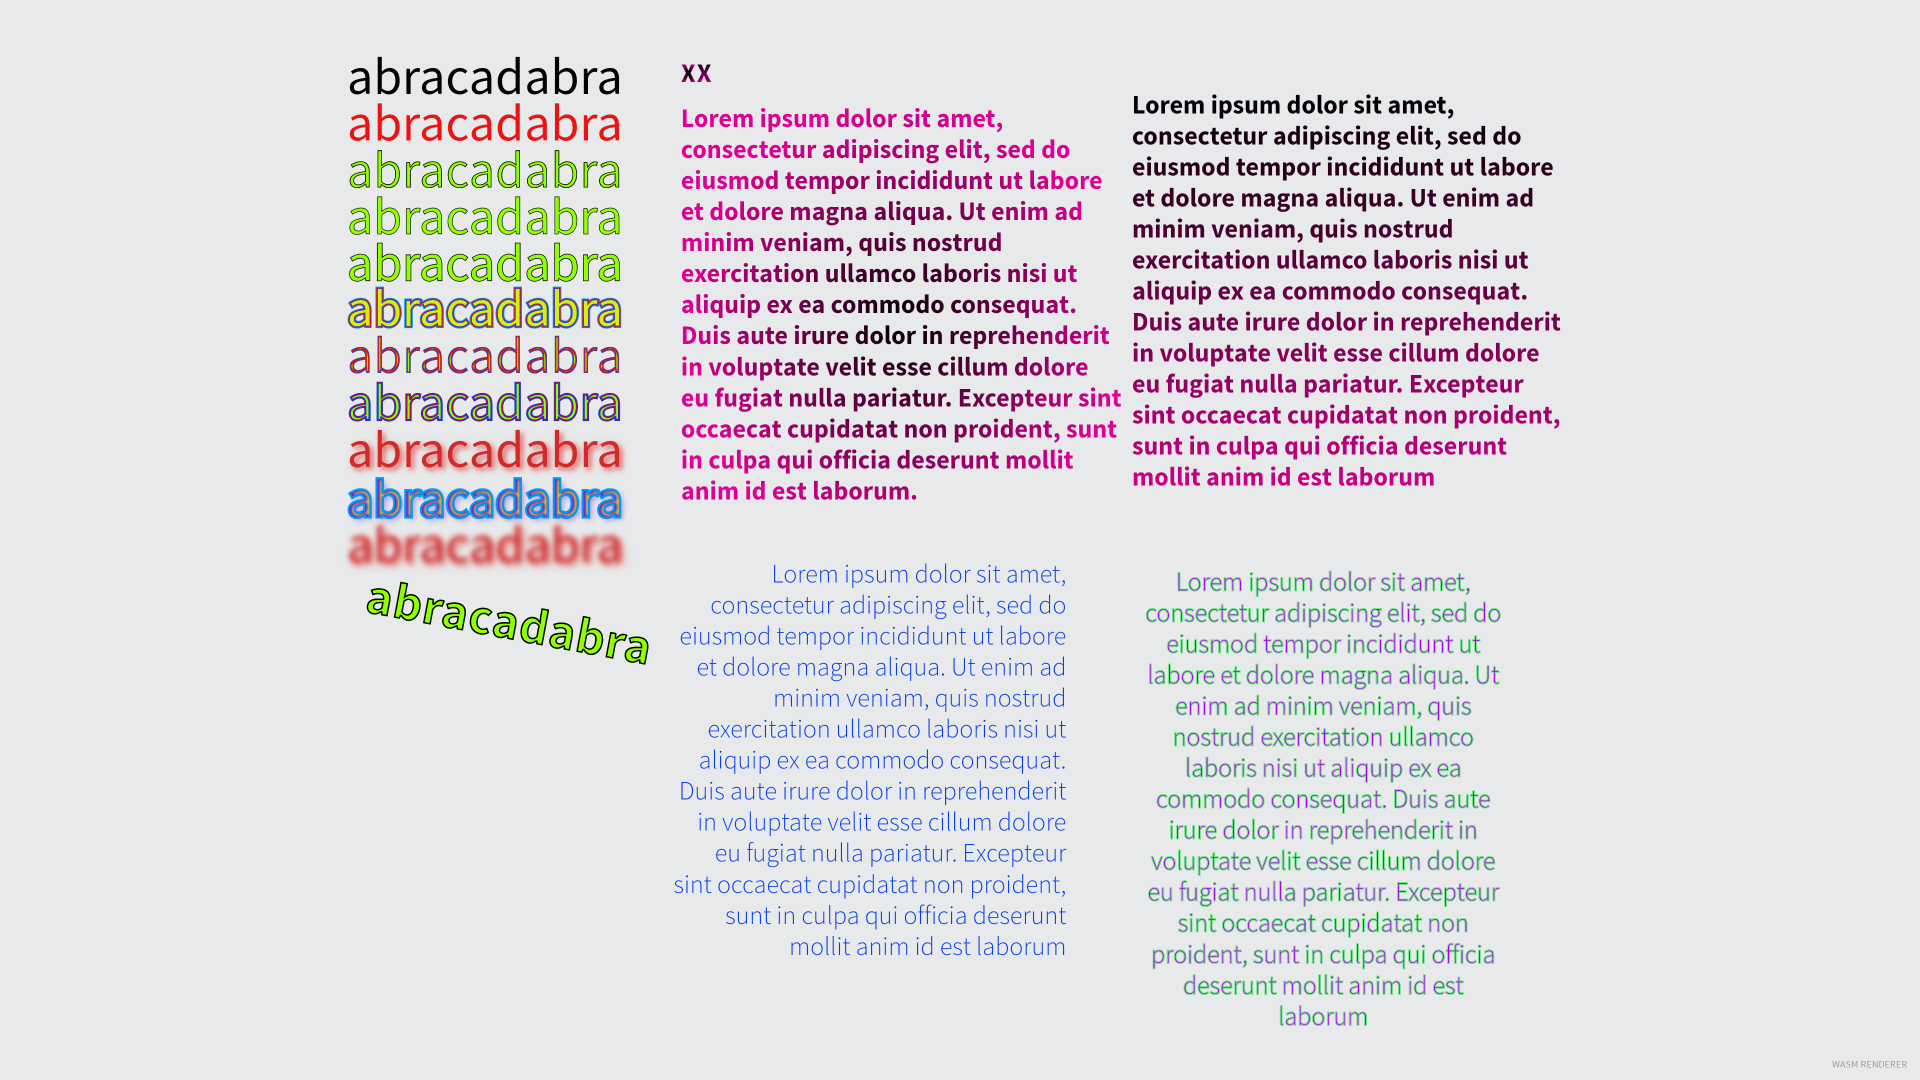 abracadabra
abracadabra
abracadabra
abracadabra
abracadabra
abracadabra
abracadabra
abracadabra
abracadabra
abracadabra
abracadabra
abracadabra
XX
Lorem ipsum dolor sit amet,
consectetur adipiscing elit, sed do
eiusmod tempor incididunt ut labore
et dolore magna aliqua. Ut enim ad
minim veniam, quis nostrud
exercitation ullamco laboris nisi ut
aliquip ex ea commodo consequat.
Duis aute irure dolor in reprehenderit
in voluptate velit esse cillum dolore
eu fugiat nulla pariatur. Excepteur sint
occaecat cupidatat non proident, sunt
in culpa qui officia deserunt mollit
anim id est laborum.
Lorem ipsum dolor sit amet,
consectetur adipiscing elit, sed do
eiusmod tempor incididunt ut labore
et dolore magna aliqua. Ut enim ad
minim veniam, quis nostrud
exercitation ullamco laboris nisi ut
aliquip ex ea commodo consequat.
Duis aute irure dolor in reprehenderit
in voluptate velit esse cillum dolore
eu fugiat nulla pariatur. Excepteur
sint occaecat cupidatat non proident,
sunt in culpa qui officia deserunt
mollit anim id est laborum
Lorem ipsum dolor sit amet,
consectetur adipiscing elit, sed do
eiusmod tempor incididunt ut labore
et dolore magna aliqua. Ut enim ad
minim veniam, quis nostrud
exercitation ullamco laboris nisi ut
aliquip ex ea commodo consequat.
Duis aute irure dolor in reprehenderit
in voluptate velit esse cillum dolore
eu fugiat nulla pariatur. Excepteur
sint occaecat cupidatat non proident,
sunt in culpa qui officia deserunt
mollit anim id est laborum
Lorem ipsum dolor sit amet,
consectetur adipiscing elit, sed do
eiusmod tempor incididunt ut
labore et dolore magna aliqua. Ut
enim ad minim veniam, quis
nostrud exercitation ullamco
laboris nisi ut aliquip ex ea
commodo consequat. Duis aute
irure dolor in reprehenderit in
voluptate velit esse cillum dolore
eu fugiat nulla pariatur. Excepteur
sint occaecat cupidatat non
proident, sunt in culpa qui officia
deserunt mollit anim id est
laborum
WASM RENDERER